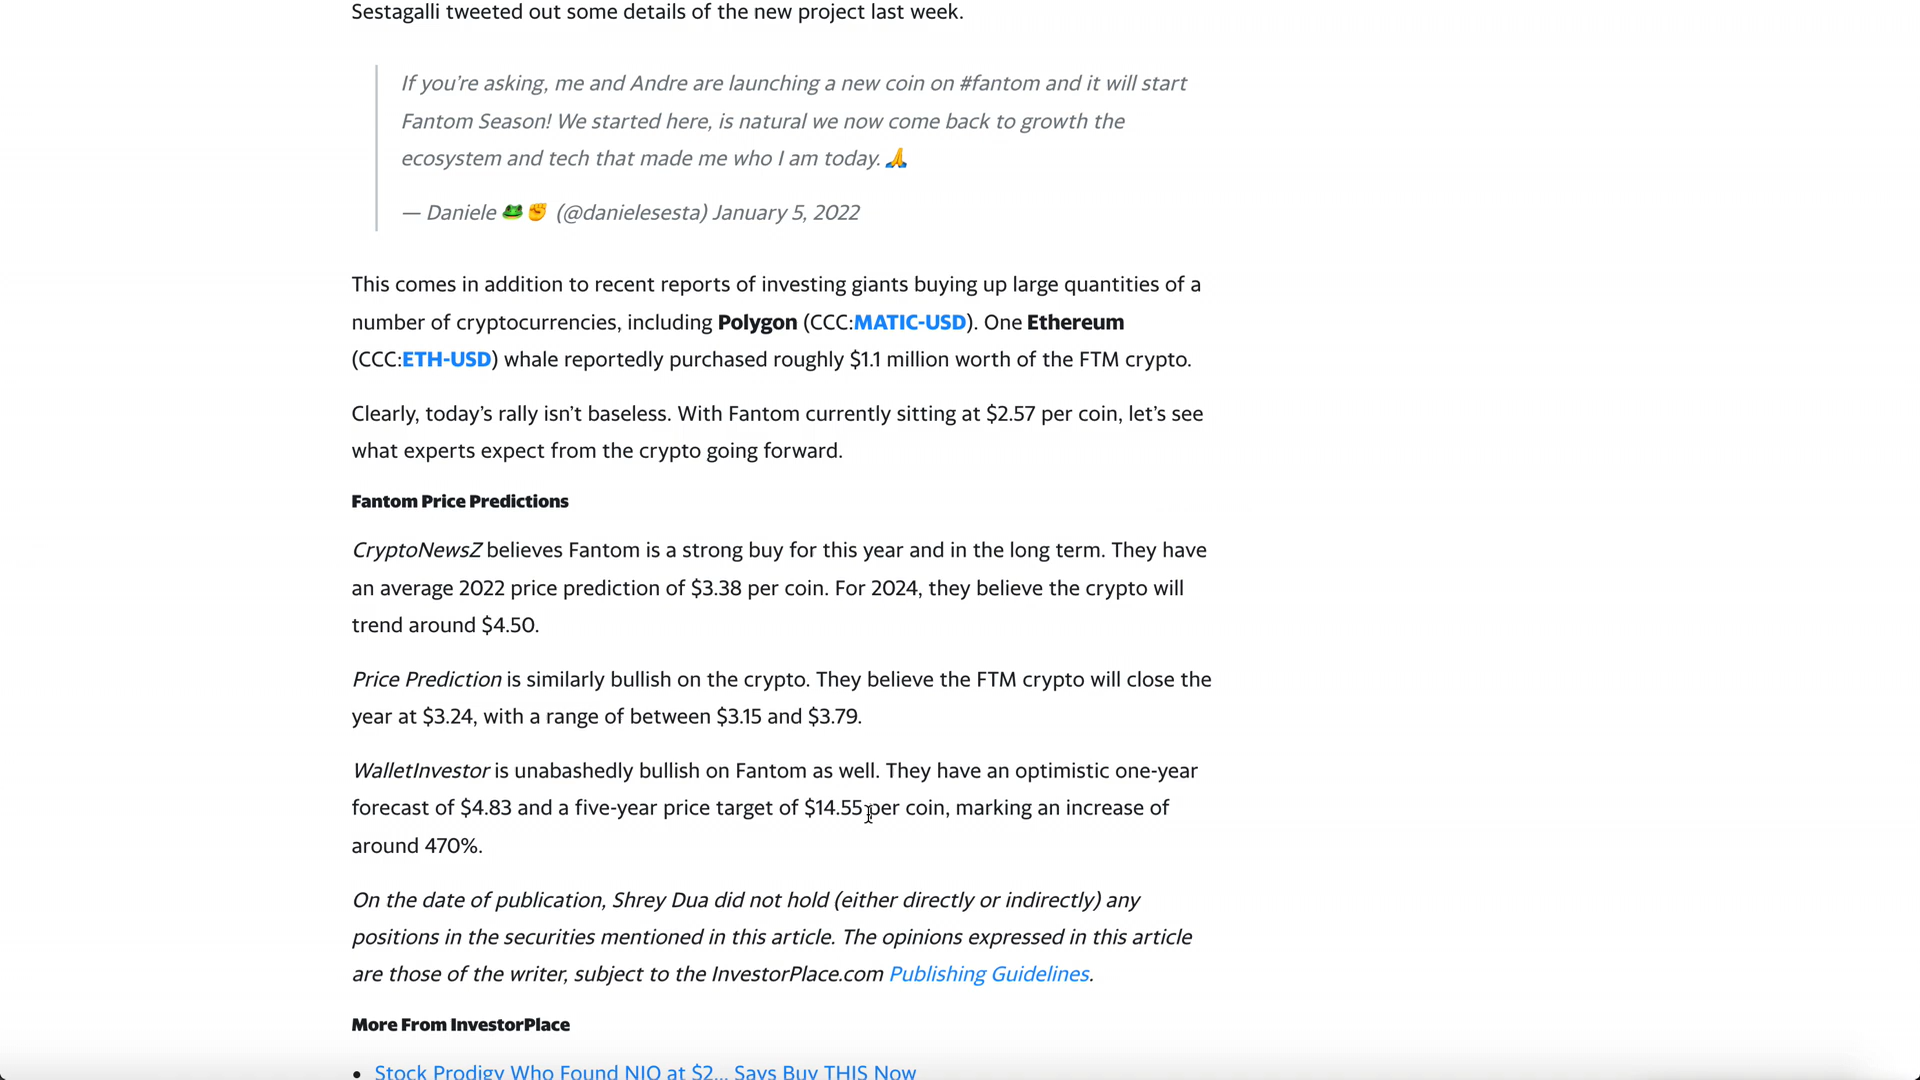 Sestagalli tweeted out some details of the new project last week.
If you're asking, me and Andre are launching a new coin on #fantom and it will start
Fantom Season! We started here, is natural we now come back to growth the
ecosystem and tech that made me who I am today. 🙏
— Daniele 🐸✊ (@danielesesta) January 5, 2022
This comes in addition to recent reports of investing giants buying up large quantities of a
number of cryptocurrencies, including Polygon (CCC:MATIC-USD). One Ethereum
(CCC:ETH-USD) whale reportedly purchased roughly $1.1 million worth of the FTM crypto.
Clearly, today's rally isn't baseless. With Fantom currently sitting at $2.57 per coin, let's see
what experts expect from the crypto going forward.
Fantom Price Predictions
CryptoNewsZ believes Fantom is a strong buy for this year and in the long term. They have
an average 2022 price prediction of $3.38 per coin. For 2024, they believe the crypto will
trend around $4.50.
Price Prediction is similarly bullish on the crypto. They believe the FTM crypto will close the
year at $3.24, with a range of between $3.15 and $3.79.
WalletInvestor is unabashedly bullish on Fantom as well. They have an optimistic one-year
forecast of $4.83 and a five-year price target of $14.55 per coin, marking an increase of
around 470%.
On the date of publication, Shrey Dua did not hold (either directly or indirectly) any
positions in the securities mentioned in this article. The opinions expressed in this article
are those of the writer, subject to the InvestorPlace.com Publishing Guidelines.
More From InvestorPlace
• Stock Prodigy Who Found NIO at $2... Says Buy THIS Now